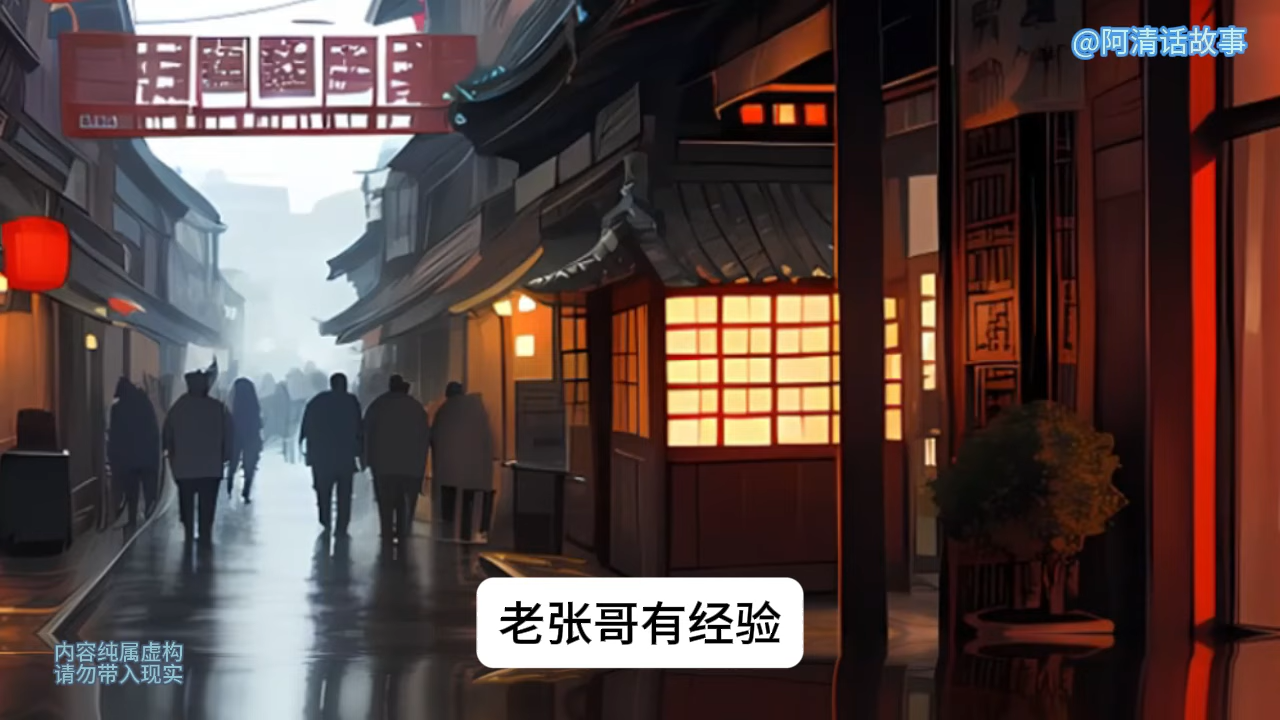 @阿清话故事
老张哥有经验
内容纯属虚构
请勿带入现实